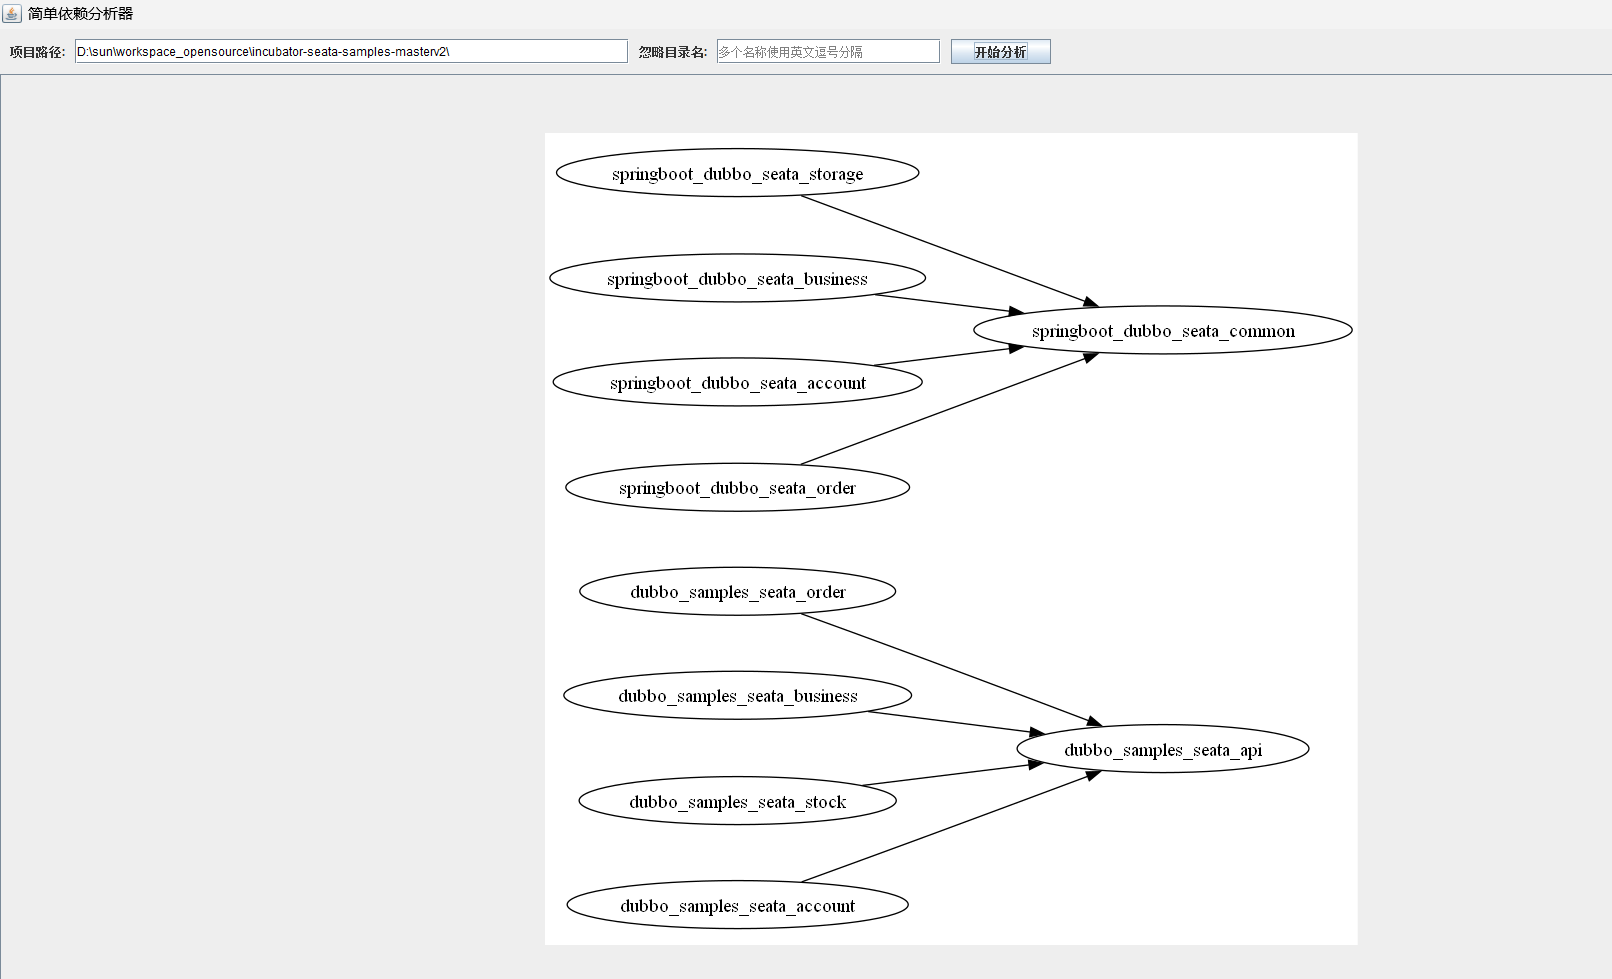 简单依赖分析器
项目路径: D:\sun\workspace_opensource\incubator-seata-samples-masterv2\ 忽略目录名: 多个名称使用英文逗号分隔 开始分析
springboot_dubbo_seata_storage
springboot_dubbo_seata_business
springboot_dubbo_seata_common
springboot_dubbo_seata_account
springboot_dubbo_seata_order
dubbo_samples_seata_order
dubbo_samples_seata_business
dubbo_samples_seata_api
dubbo_samples_seata_stock
dubbo_samples_seata_account